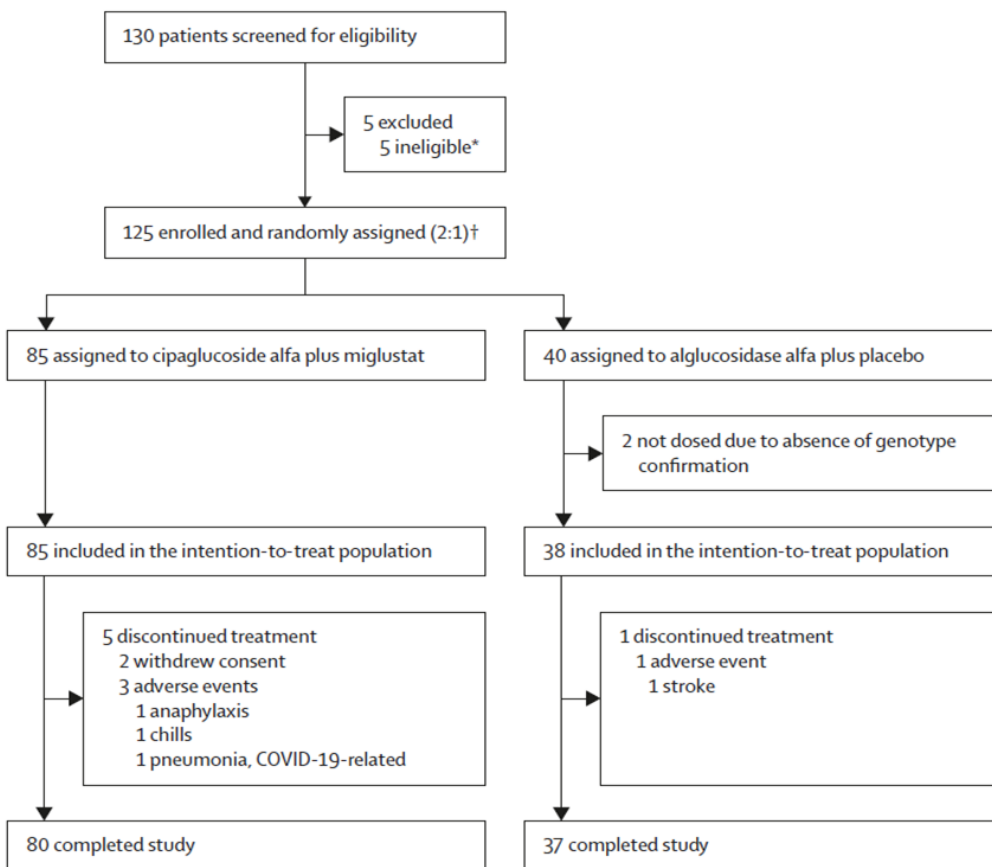 130 patients screened for eligibility
5 excluded
5 ineligible*
125 enrolled and randomly assigned (2:1)†
85 assigned to cipaglucoside alfa plus miglustat
40 assigned to alglucosidase alfa plus placebo
2 not dosed due to absence of genotype
confirmation
85 included in the intention-to-treat population
38 included in the intention-to-treat population
5 discontinued treatment
2 withdrew consent
3 adverse events
1 anaphylaxis
1 chills
1 pneumonia, COVID-19-related
1 discontinued treatment
1 adverse event
1 stroke
80 completed study
37 completed study